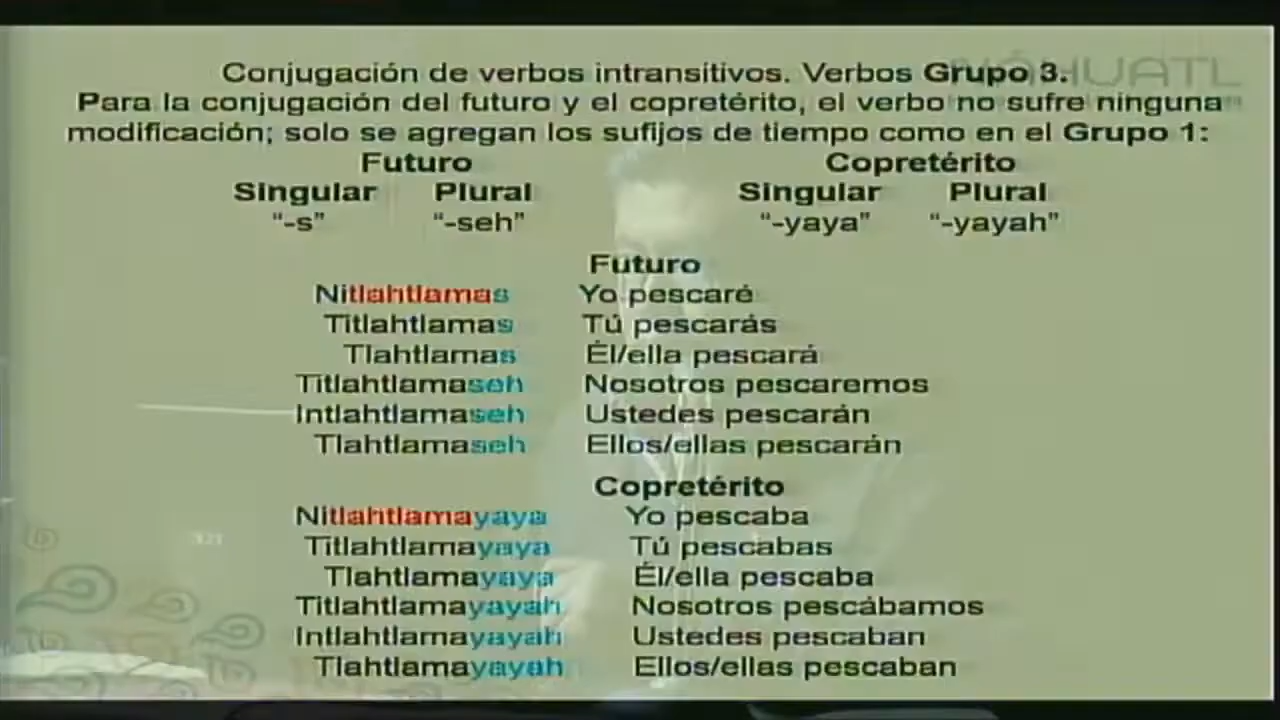 NÁHUATL
Conjugación de verbos intransitivos. Verbos Grupo 3.
Para la conjugación del futuro y el copretérito, el verbo no sufre ninguna
modificación; solo se agregan los sufijos de tiempo como en el Grupo 1:
Futuro Copretérito
Singular Plural Singular Plural
“-s” “-seh” “-yaya” “-yayah”
Futuro
Nitlahtlamas Yo pescaré
Titlahtlamas Tú pescarás
Tlahtlamas Él/ella pescará
Titlahtlamaseh Nosotros pescaremos
Intlahtlamaseh Ustedes pescarán
Tlahtlamaseh Ellos/ellas pescarán
Copretérito
Nitlahtlamayaya Yo pescaba
Titlahtlamayaya Tú pescabas
Tlahtlamayaya Él/ella pescaba
Titlahtlamayayah Nosotros pescábamos
Intlahtlamayayah Ustedes pescaban
Tlahtlamayayah Ellos/ellas pescaban